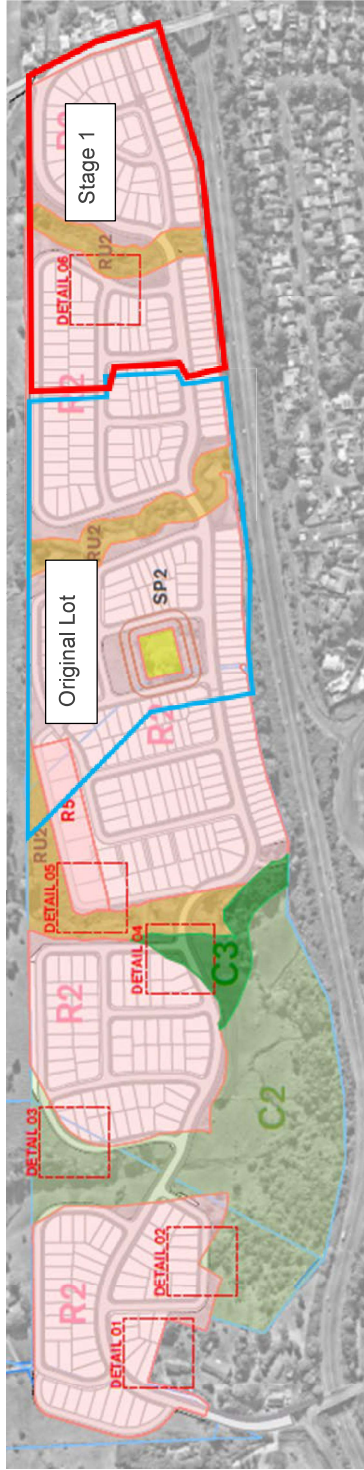 R2
Stage 1
RU2
DETAIL 06
R2
RU2
Original Lot
SP2
R2
R5
RU2
DETAIL 05
DETAIL 04
C3
R2
DETAIL 03
C2
DETAIL 02
R2
DETAIL 01